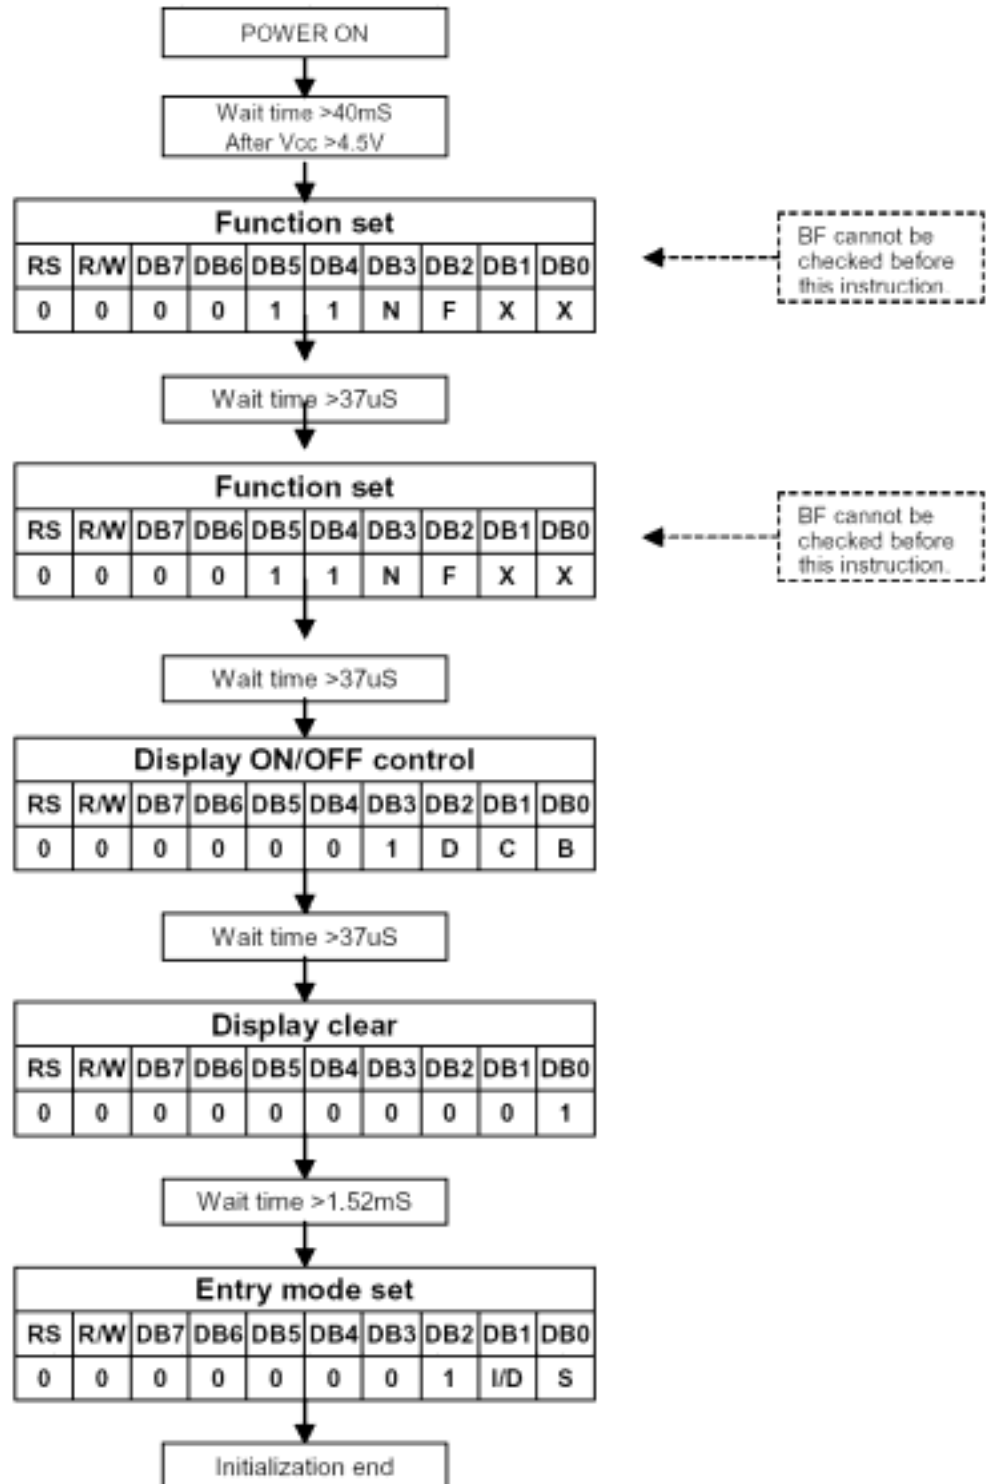 POWER ON
Wait time >40mS
After Vcc >4.5V
Function set
RS R/W DB7 DB6 DB5 DB4 DB3 DB2 DB1 DB0
0 0 0 0 1 1 N F X X
BF cannot be
checked before
this instruction.
Wait time >37uS
Function set
RS R/W DB7 DB6 DB5 DB4 DB3 DB2 DB1 DB0
0 0 0 0 1 1 N F X X
BF cannot be
checked before
this instruction.
Wait time >37uS
Display ON/OFF control
RS R/W DB7 DB6 DB5 DB4 DB3 DB2 DB1 DB0
0 0 0 0 0 0 1 D C B
Wait time >37uS
Display clear
RS R/W DB7 DB6 DB5 DB4 DB3 DB2 DB1 DB0
0 0 0 0 0 0 0 0 0 1
Wait time >1.52mS
Entry mode set
RS R/W DB7 DB6 DB5 DB4 DB3 DB2 DB1 DB0
0 0 0 0 0 0 0 1 I/D S
Initialization end